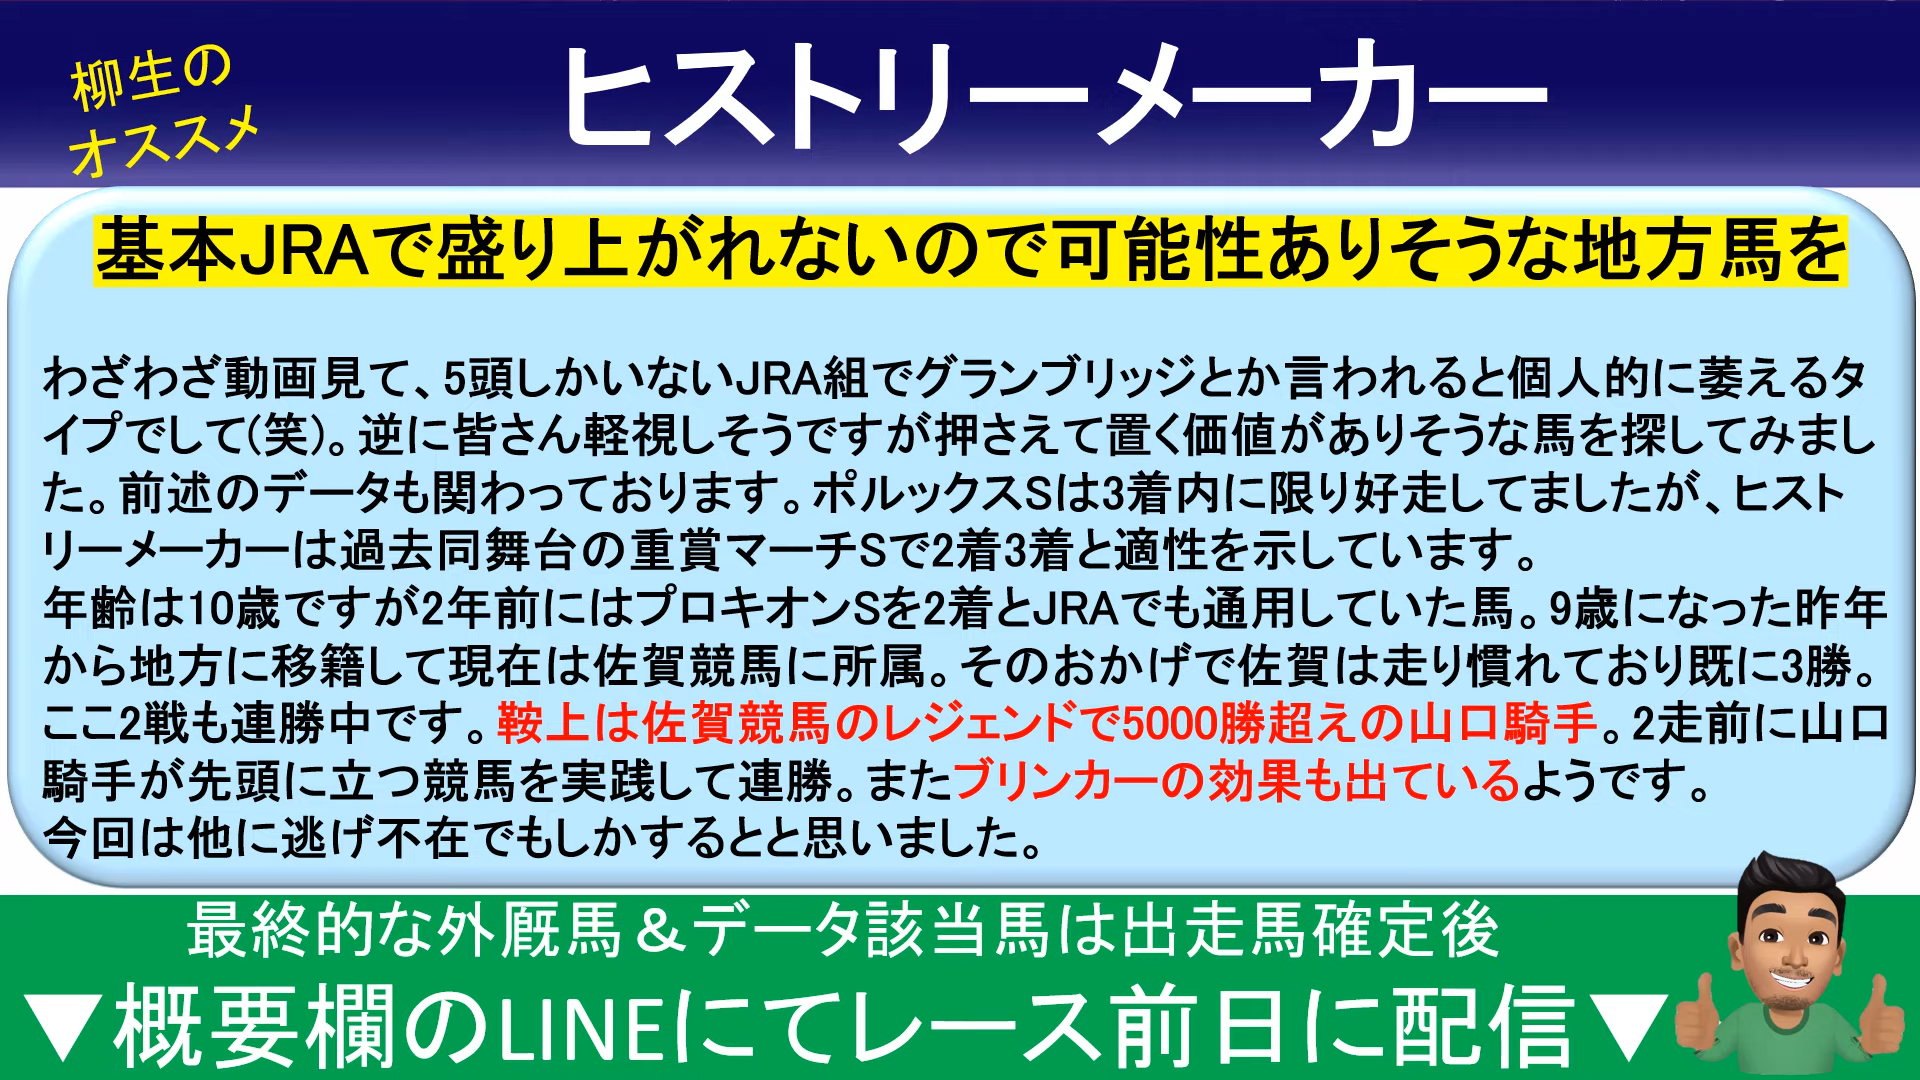 柳生の
オススメ
ヒストリーメーカー
基本JRAで盛り上がれないので可能性ありそうな地方馬を
わざわざ動画見て、5頭しかいないJRA組でグランブリッジとか言われると個人的に萎えるタ
イプでして(笑)。逆に皆さん軽視しそうですが押さえて置く価値がありそうな馬を探してみまし
た。前述のデータも関わっております。ポルックスSは3着内に限り好走してましたが、ヒスト
リーメーカーは過去同舞台の重賞マーチSで2着3着と適性を示しています。
年齢は10歳ですが2年前にはプロキオンSを2着とJRAでも通用していた馬。9歳になった昨年
から地方に移籍して現在は佐賀競馬に所属。そのおかげで佐賀は走り慣れており既に3勝。
ここ2戦も連勝中です。鞍上は佐賀競馬のレジェンドで5000勝超えの山口騎手。2走前に山口
騎手が先頭に立つ競馬を実践して連勝。またブリンカーの効果も出ているようです。
今回は他に逃げ不在でもしかするとと思いました。
最終的な外厩馬＆データ該当馬は出走馬確定後
▼概要欄のLINEにてレース前日に配信▼